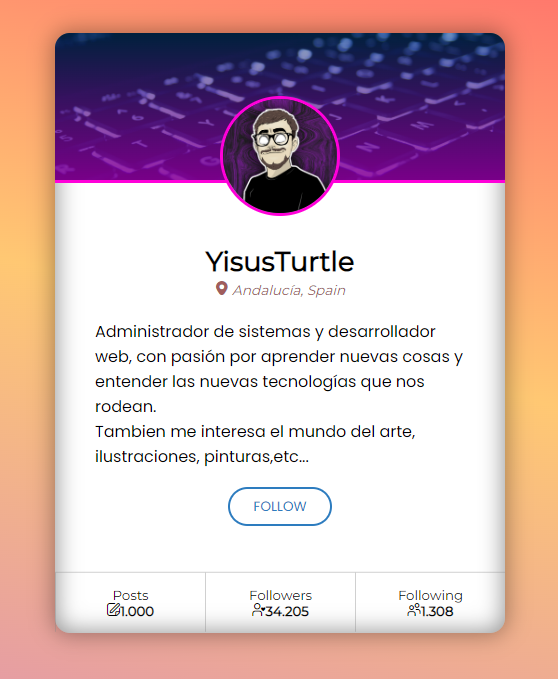 YisusTurtle
Andalucía, Spain
Administrador de sistemas y desarrollador
web, con pasión por aprender nuevas cosas y
entender las nuevas tecnologías que nos
rodean.
Tambien me interesa el mundo del arte,
ilustraciones, pinturas,etc...
FOLLOW
Posts
1.000
Followers
34.205
Following
1.308